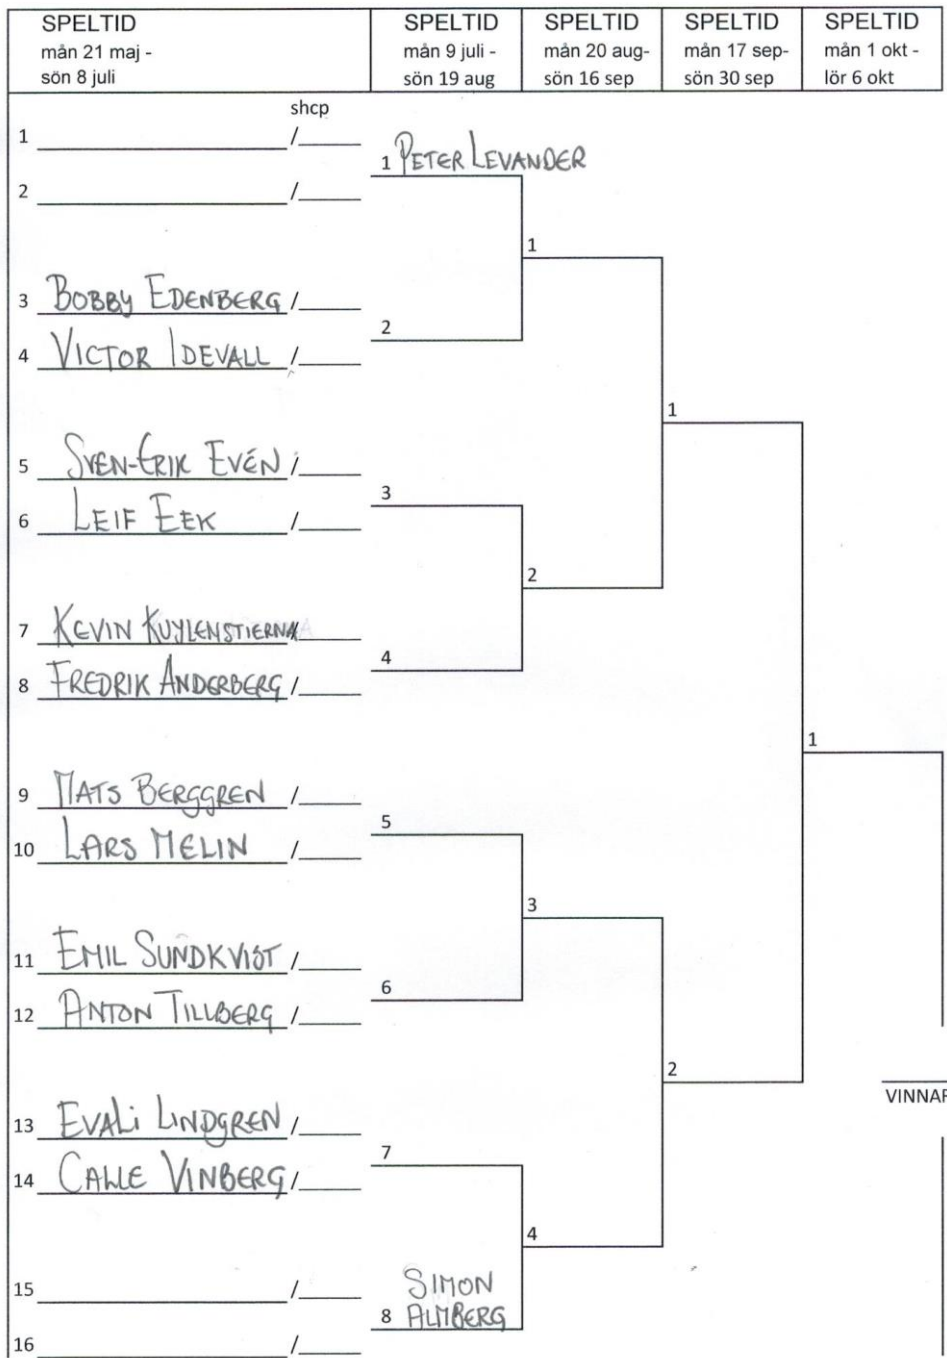 SPELTID
mån 21 maj -
sön 8 juli
SPELTID
mån 9 juli -
sön 19 aug
SPELTID
mån 20 aug-
sön 16 sep
SPELTID
mån 17 sep-
sön 30 sep
SPELTID
mån 1 okt -
lör 6 okt
shcp
1 /
2 /
3 BOBBY EDENBERG /
4 VICTOR IDEVALL /
5 SVEN-ERIK EVÉN /
6 LEIF EEK /
7 KEVIN KUYLENSTIERNA
8 FREDRIK ANDERBERG /
9 MATS BERGGREN /
10 LARS MELIN /
11 EMIL SUNDKVIST /
12 ANTON TILLBERG /
13 EVALI LINDGREN /
14 CALLE VINBERG /
15 /
16 /
1 PETER LEVANDER
2
3
4
5
6
7
8 SIMON
ALMBERG
1
2
3
4
1
2
1
VINNAR